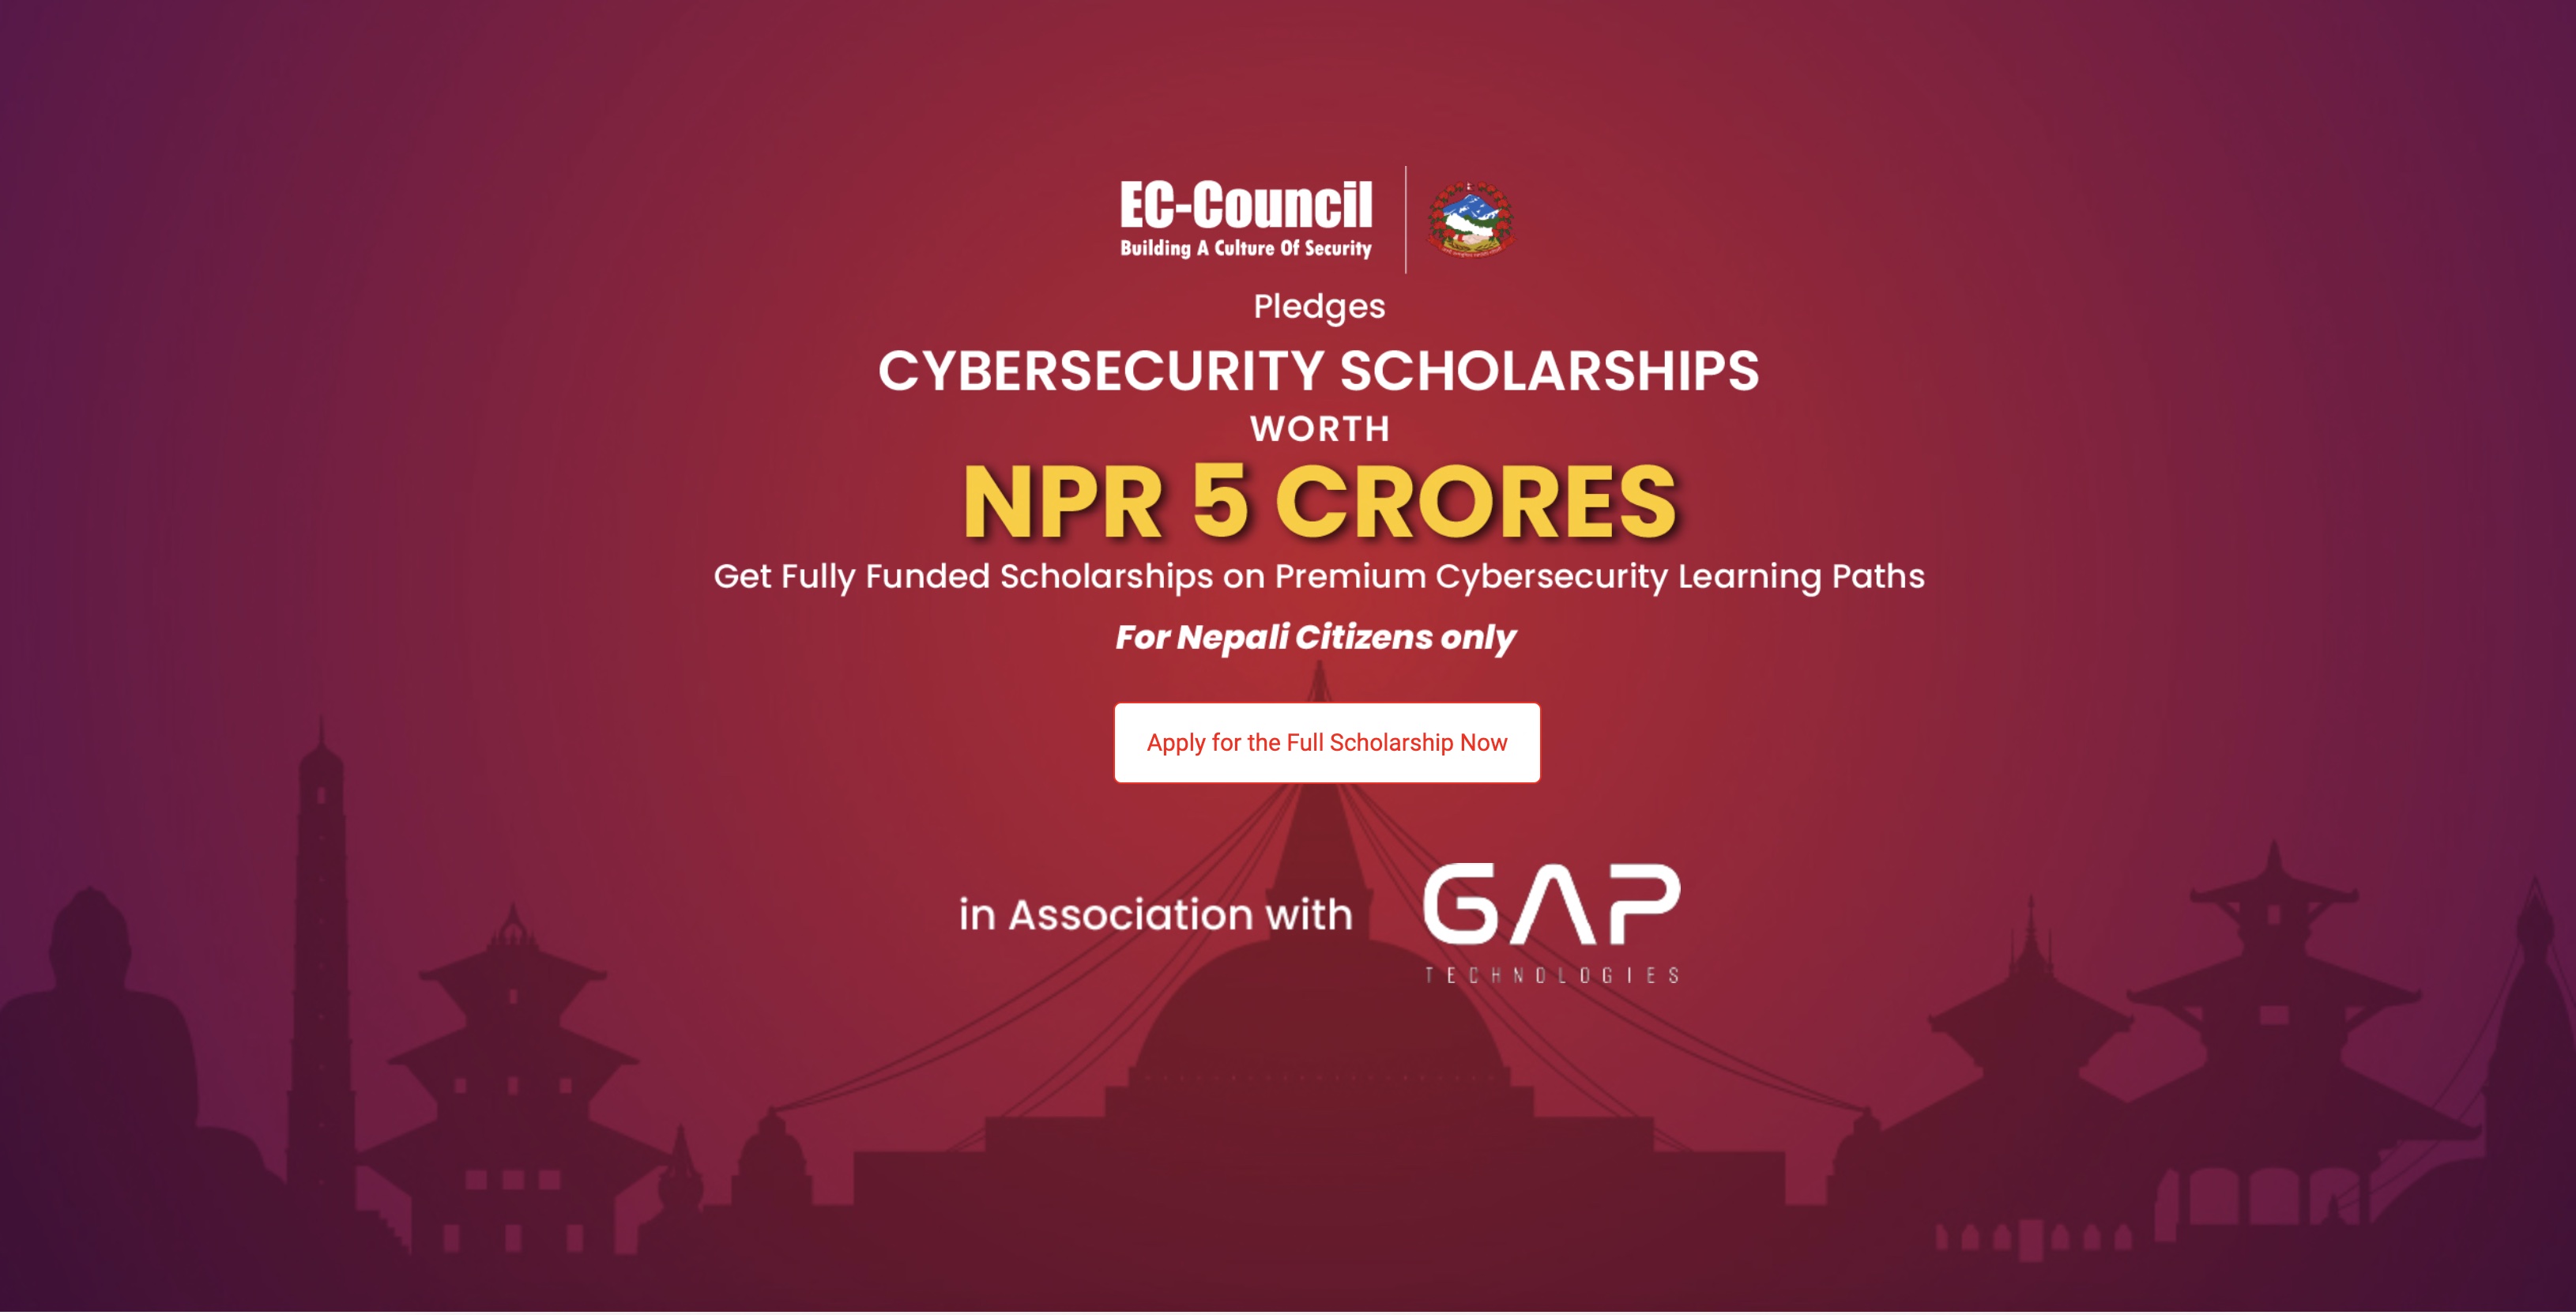 EC-Council
Building A Culture Of Security
Pledges
CYBERSECURITY SCHOLARSHIPS
WORTH
NPR 5 CRORES
Get Fully Funded Scholarships on Premium Cybersecurity Learning Paths
For Nepali Citizens only
Apply for the Full Scholarship Now
in Association with GAP
TECHNOLOGIES